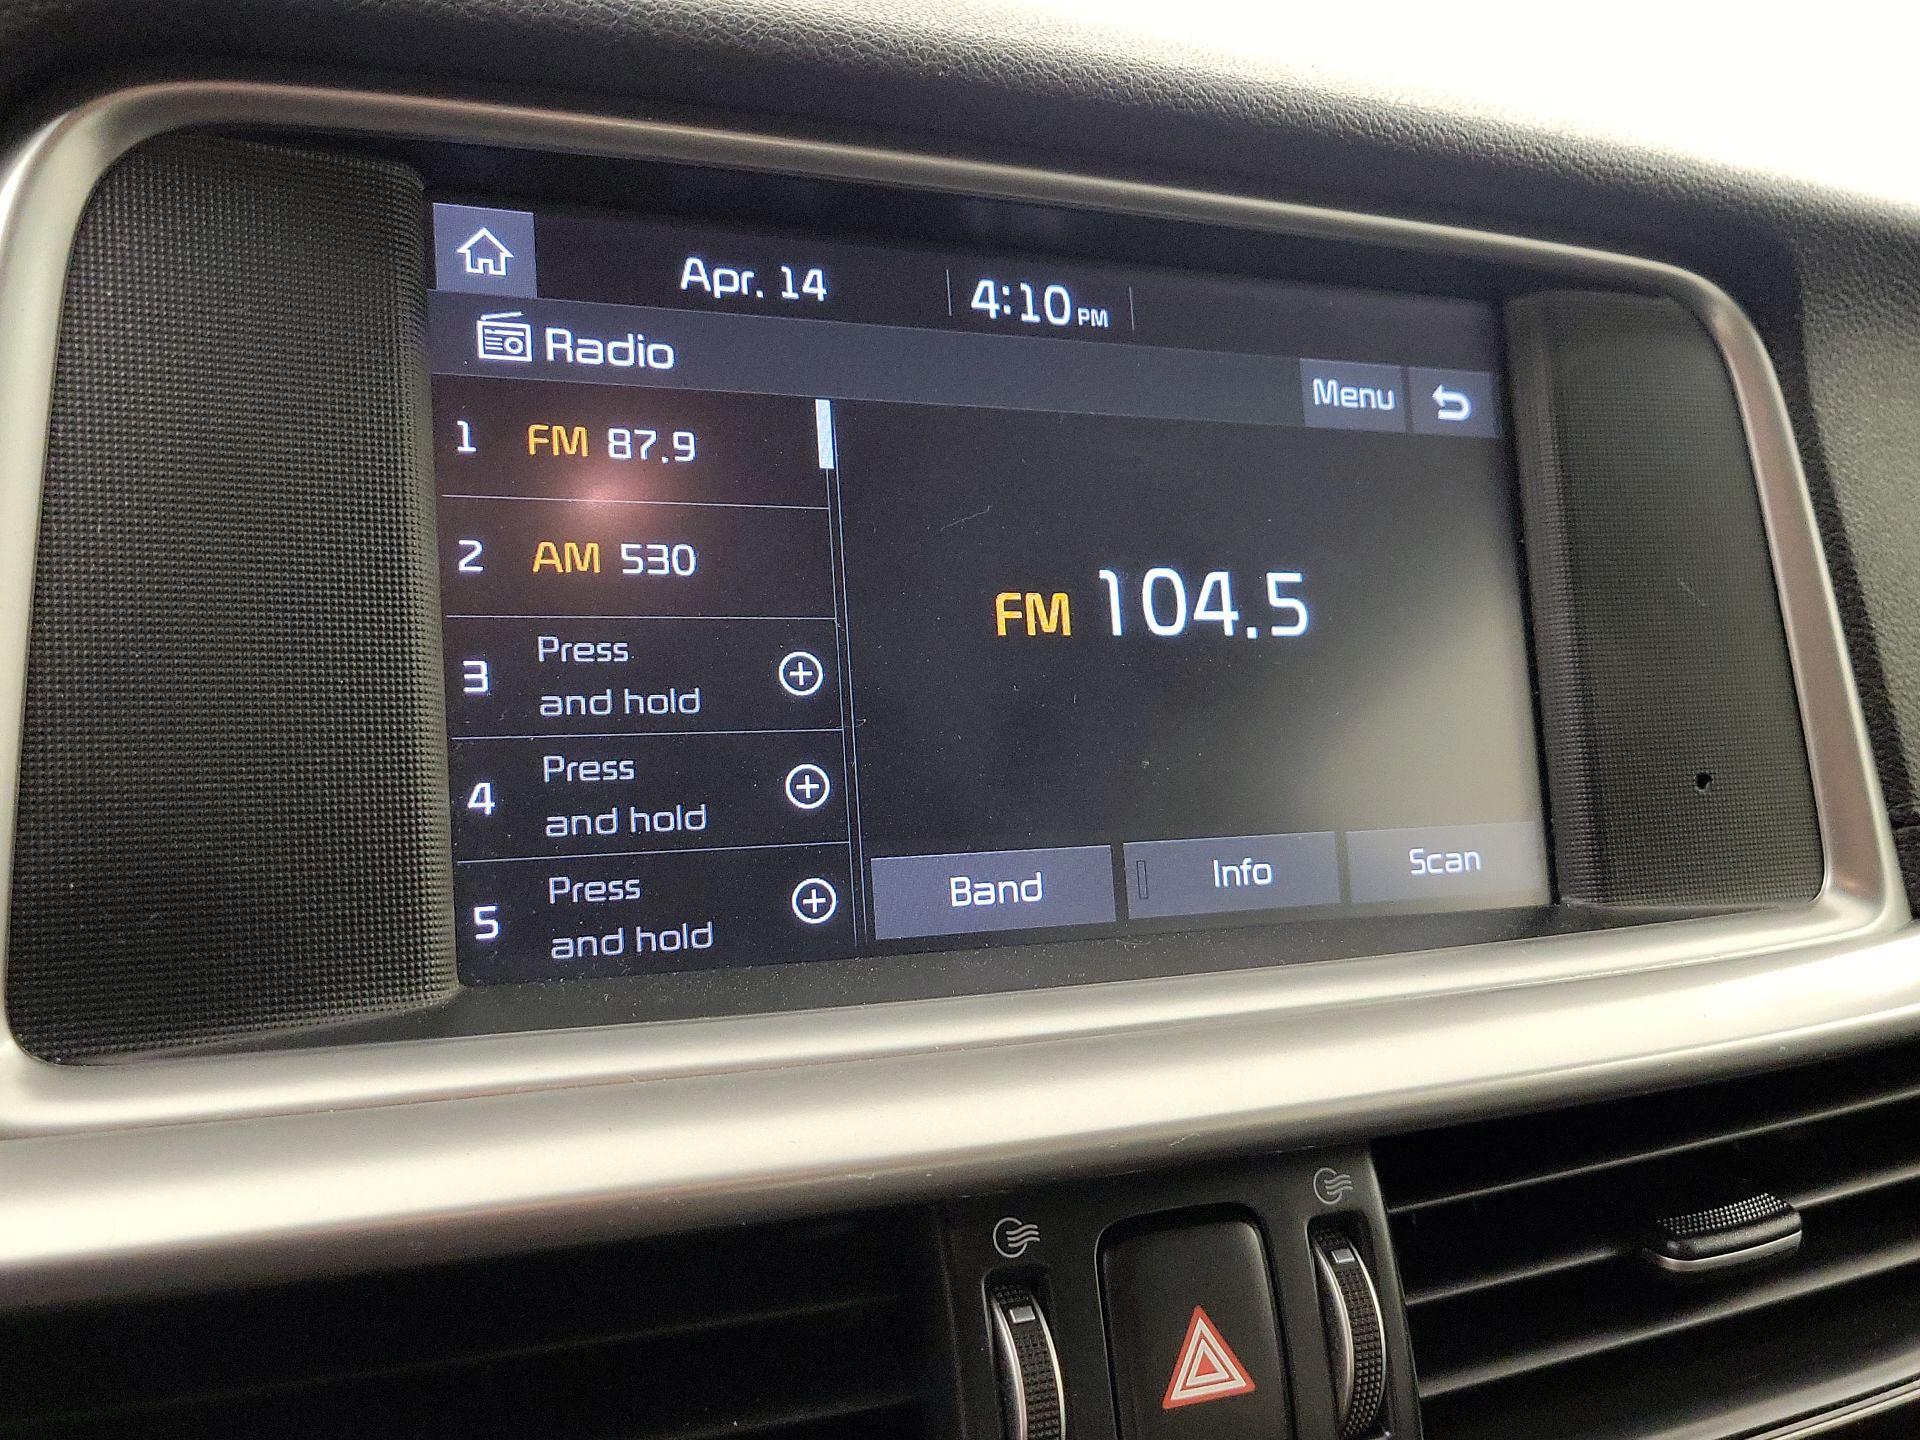 Apr. 14 4:10 PM
Radio
Menu
1 FM 87.9
2 AM 530
3 Press
and hold
4 Press
and hold
5 Press
and hold
FM 104.5
Band Info Scan